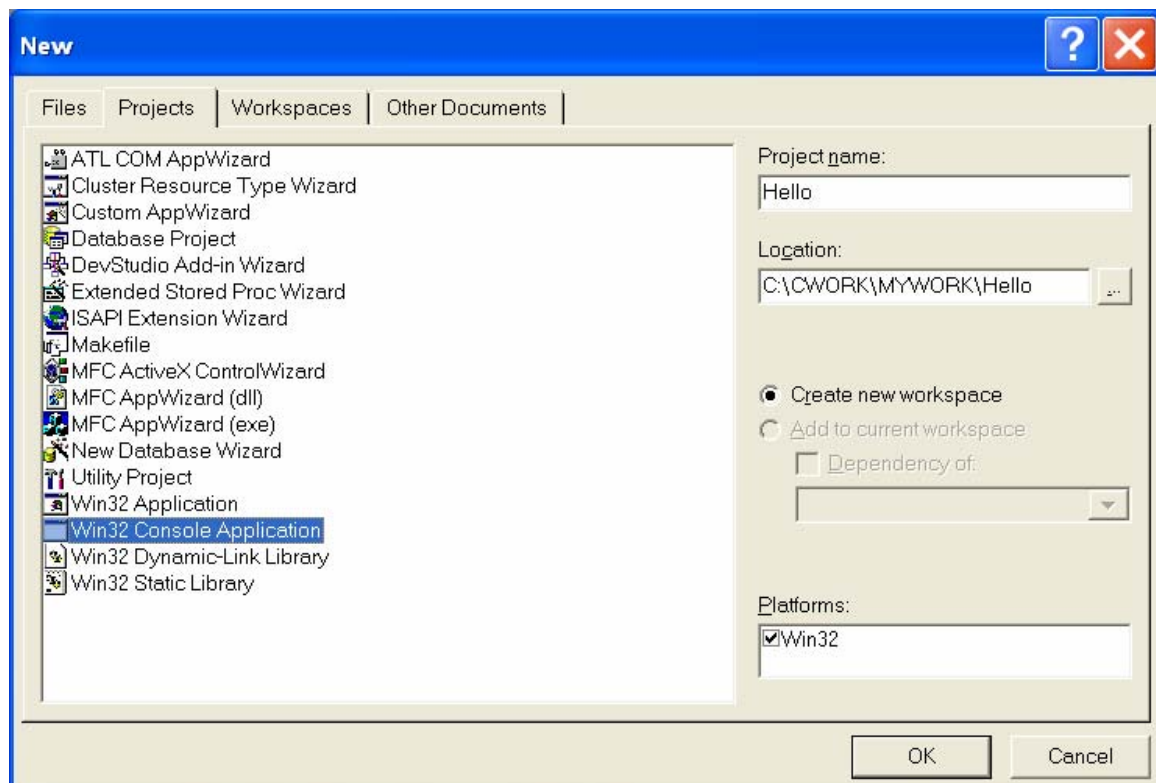 New
Files Projects Workspaces Other Documents
ATL COM AppWizard
Cluster Resource Type Wizard
Custom AppWizard
Database Project
DevStudio Add-in Wizard
Extended Stored Proc Wizard
ISAPI Extension Wizard
Makefile
MFC ActiveX ControlWizard
MFC AppWizard (dll)
MFC AppWizard (exe)
New Database Wizard
Utility Project
Win32 Application
Win32 Console Application
Win32 Dynamic-Link Library
Win32 Static Library
Project name:
Hello
Location:
C:\CWORK\MYWORK\Hello ...
Create new workspace
Add to current workspace
Dependency of:
Platforms:
Win32
OK Cancel